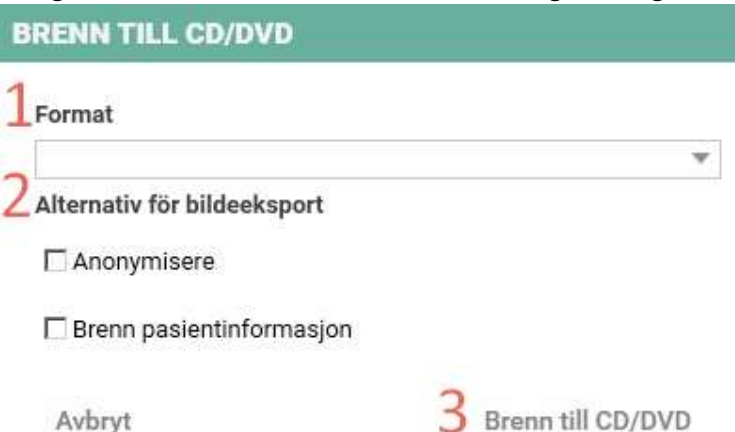 BRENN TILL CD/DVD
1 Format
2 Alternativ för bildeeksport
Anonymisere
Brenn pasientinformasjon
Avbryt 3 Brenn till CD/DVD